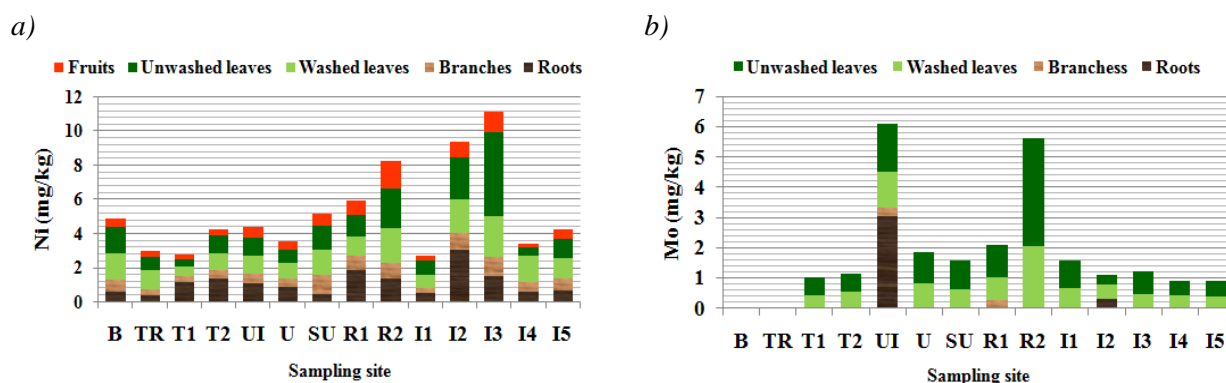 a)
Fruits Unwashed leaves Washed leaves Branches Roots
12
10
8
6
4
2
0
Ni (mg/kg)
B TR T1 T2 UI U SU R1 R2 I1 I2 I3 I4 I5
Sampling site
b)
Unwashed leaves Washed leaves Branchess Roots
7
6
5
4
3
2
1
0
Mo (mg/kg)
B TR T1 T2 UI U SU R1 R2 I1 I2 I3 I4 I5
Sampling site